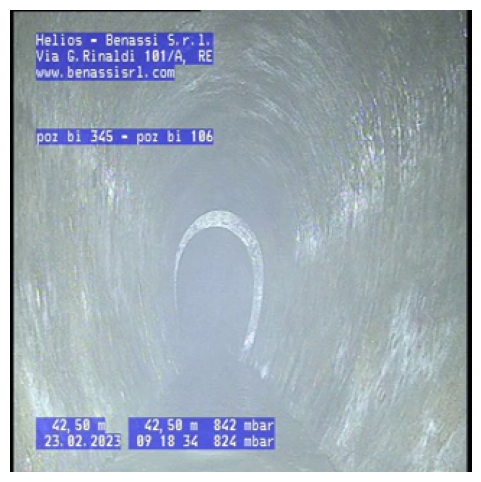 Helios - Benassi S.r.l.
Via G.Rinaldi 101/A, RE
www.benassisrl.com
poz bi 345 - poz bi 106
42,50 m 42,50 m 842 mbar
23.02.2023 09 18 34 824 mbar